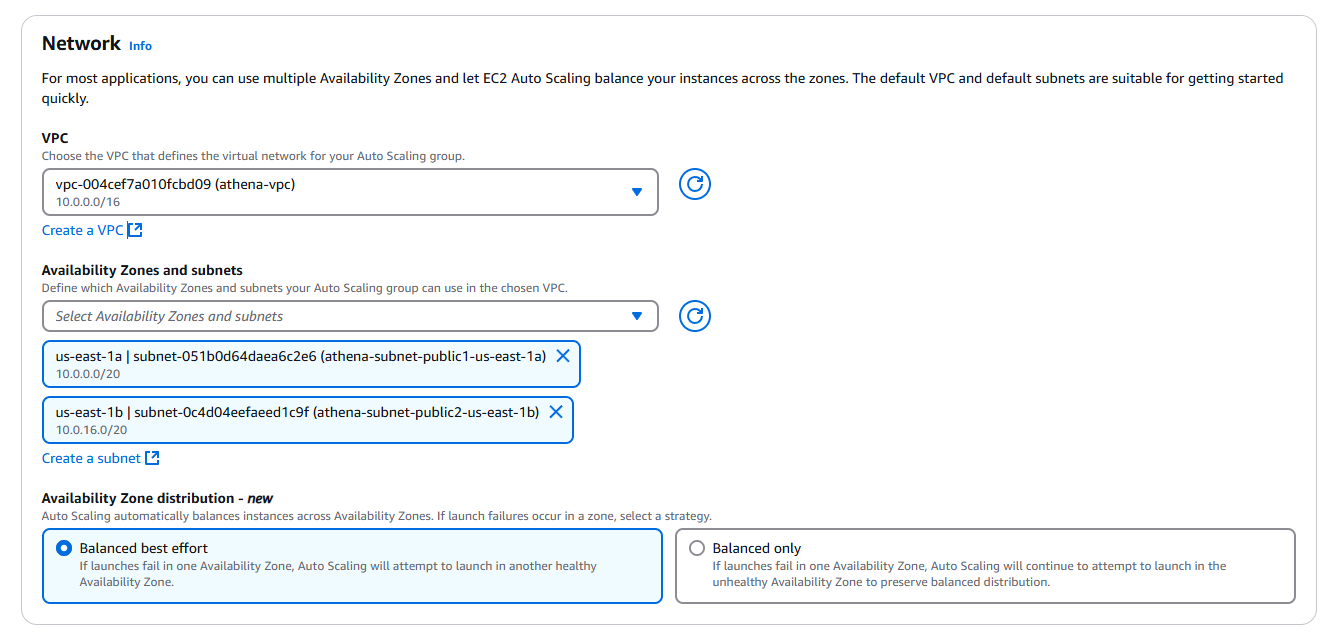 Network Info
For most applications, you can use multiple Availability Zones and let EC2 Auto Scaling balance your instances across the zones. The default VPC and default subnets are suitable for getting started
quickly.
VPC
Choose the VPC that defines the virtual network for your Auto Scaling group.
vpc-004cef7a010fcbd09 (athena-vpc)
10.0.0.0/16
Create a VPC
Availability Zones and subnets
Define which Availability Zones and subnets your Auto Scaling group can use in the chosen VPC.
Select Availability Zones and subnets
us-east-1a | subnet-051b0d64daea6c2e6 (athena-subnet-public1-us-east-1a)
10.0.0.0/20
us-east-1b | subnet-0c4d04eefaeed1c9f (athena-subnet-public2-us-east-1b)
10.0.16.0/20
Create a subnet
Availability Zone distribution - new
Auto Scaling automatically balances instances across Availability Zones. If launch failures occur in a zone, select a strategy.
Balanced best effort
If launches fail in one Availability Zone, Auto Scaling will attempt to launch in another healthy
Availability Zone.
Balanced only
If launches fail in one Availability Zone, Auto Scaling will continue to attempt to launch in the
unhealthy Availability Zone to preserve balanced distribution.